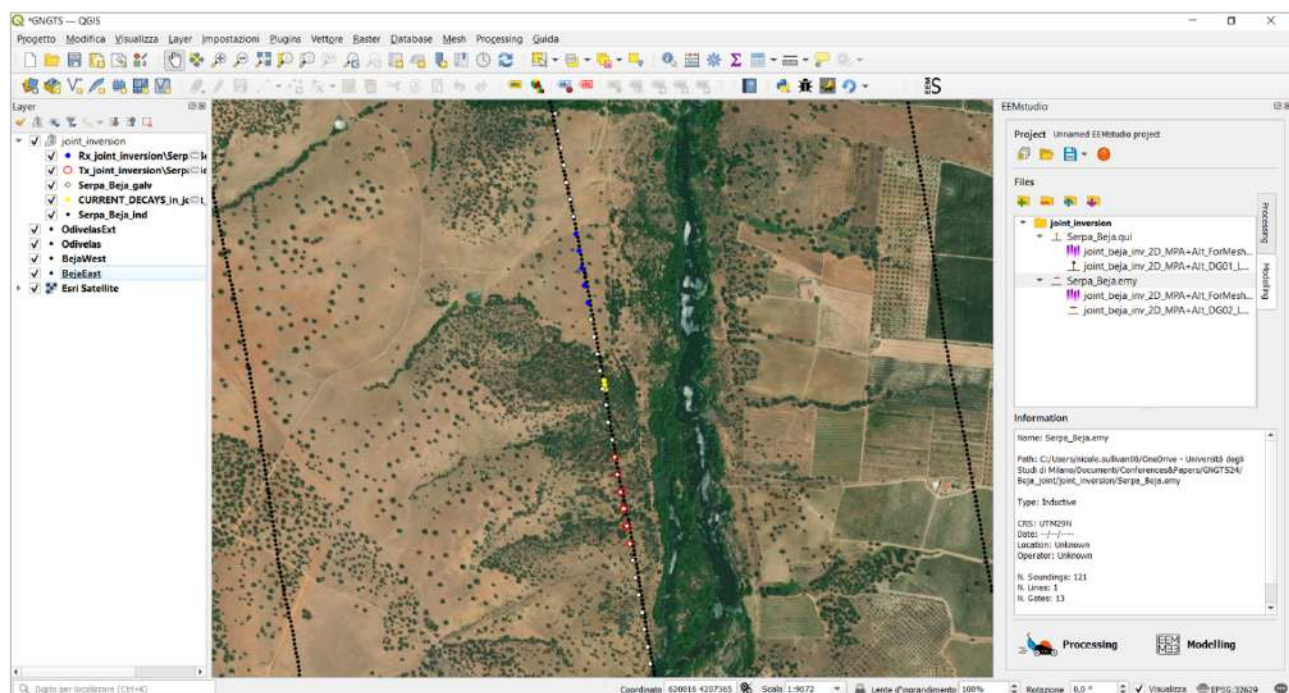 *GNGTS — QGIS
Progetto Modifica Visualizza Layer Impostazioni Plugins Vettore Raster Database Mesh Processing Guida
EEM S
Layer
joint_inversion
Rx_joint_inversion\Serp
Tx_joint_inversion\Serpa
Serpa_Beja_galv
CURRENT_DECAYS_in_
Serpa_Beja_ind
OdivelasExt
Odivelas
BejaWest
BejaEast
Esri Satellite
EEMstudio
Project Unnamed EEMstudio project
Files
joint_inversion
Serpa_Beja.qui
joint_beja_inv_2D_MPA+Alt_ForMesh...
joint_beja_inv_2D_MPA+Alt_DG01_L...
Serpa_Beja.emy
joint_beja_inv_2D_MPA+Alt_ForMesh...
joint_beja_inv_2D_MPA+Alt_DG02_L...
Processing
Modelling
Information
Name: Serpa_Beja.emy
Path: C:/Users/nicole.sullivan00/OneDrive - Università degli
Studi di Milano/Documenti/Conferences&Papers/GNGTS24/
Beja_joint/joint_inversion/Serpa_Beja.emy
Type: Inductive
CRS: UTM29N
Date: --/--/----
Location: Unknown
Operator: Unknown
N. Soundings: 121
N. Lines: 1
N. Gates: 13
Processing
Modelling
Digita per localizzare (Ctrl+K)
Coordinate 620016 4207365 Scala 1:9072 Lente d'ingrandimento 100% Rotazione 0,0 ° Visualizza EPSG:32629